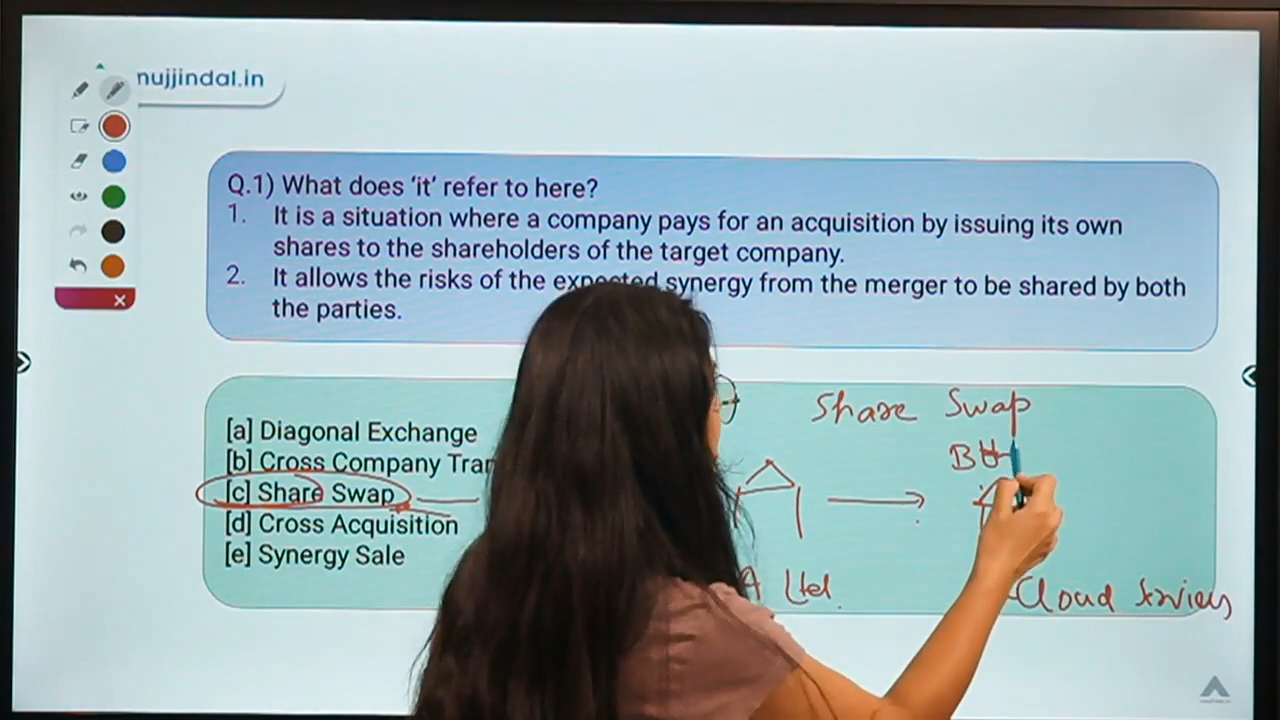 nujjindal.in
Q.1) What does ‘it’ refer to here?
1. It is a situation where a company pays for an acquisition by issuing its own
shares to the shareholders of the target company.
2. It allows the risks of the expected synergy from the merger to be shared by both
the parties.
[a] Diagonal Exchange
[b] Cross Company Tran
[c] Share Swap
[d] Cross Acquisition
[e] Synergy Sale
Share Swap
A Ltd.
Cloud